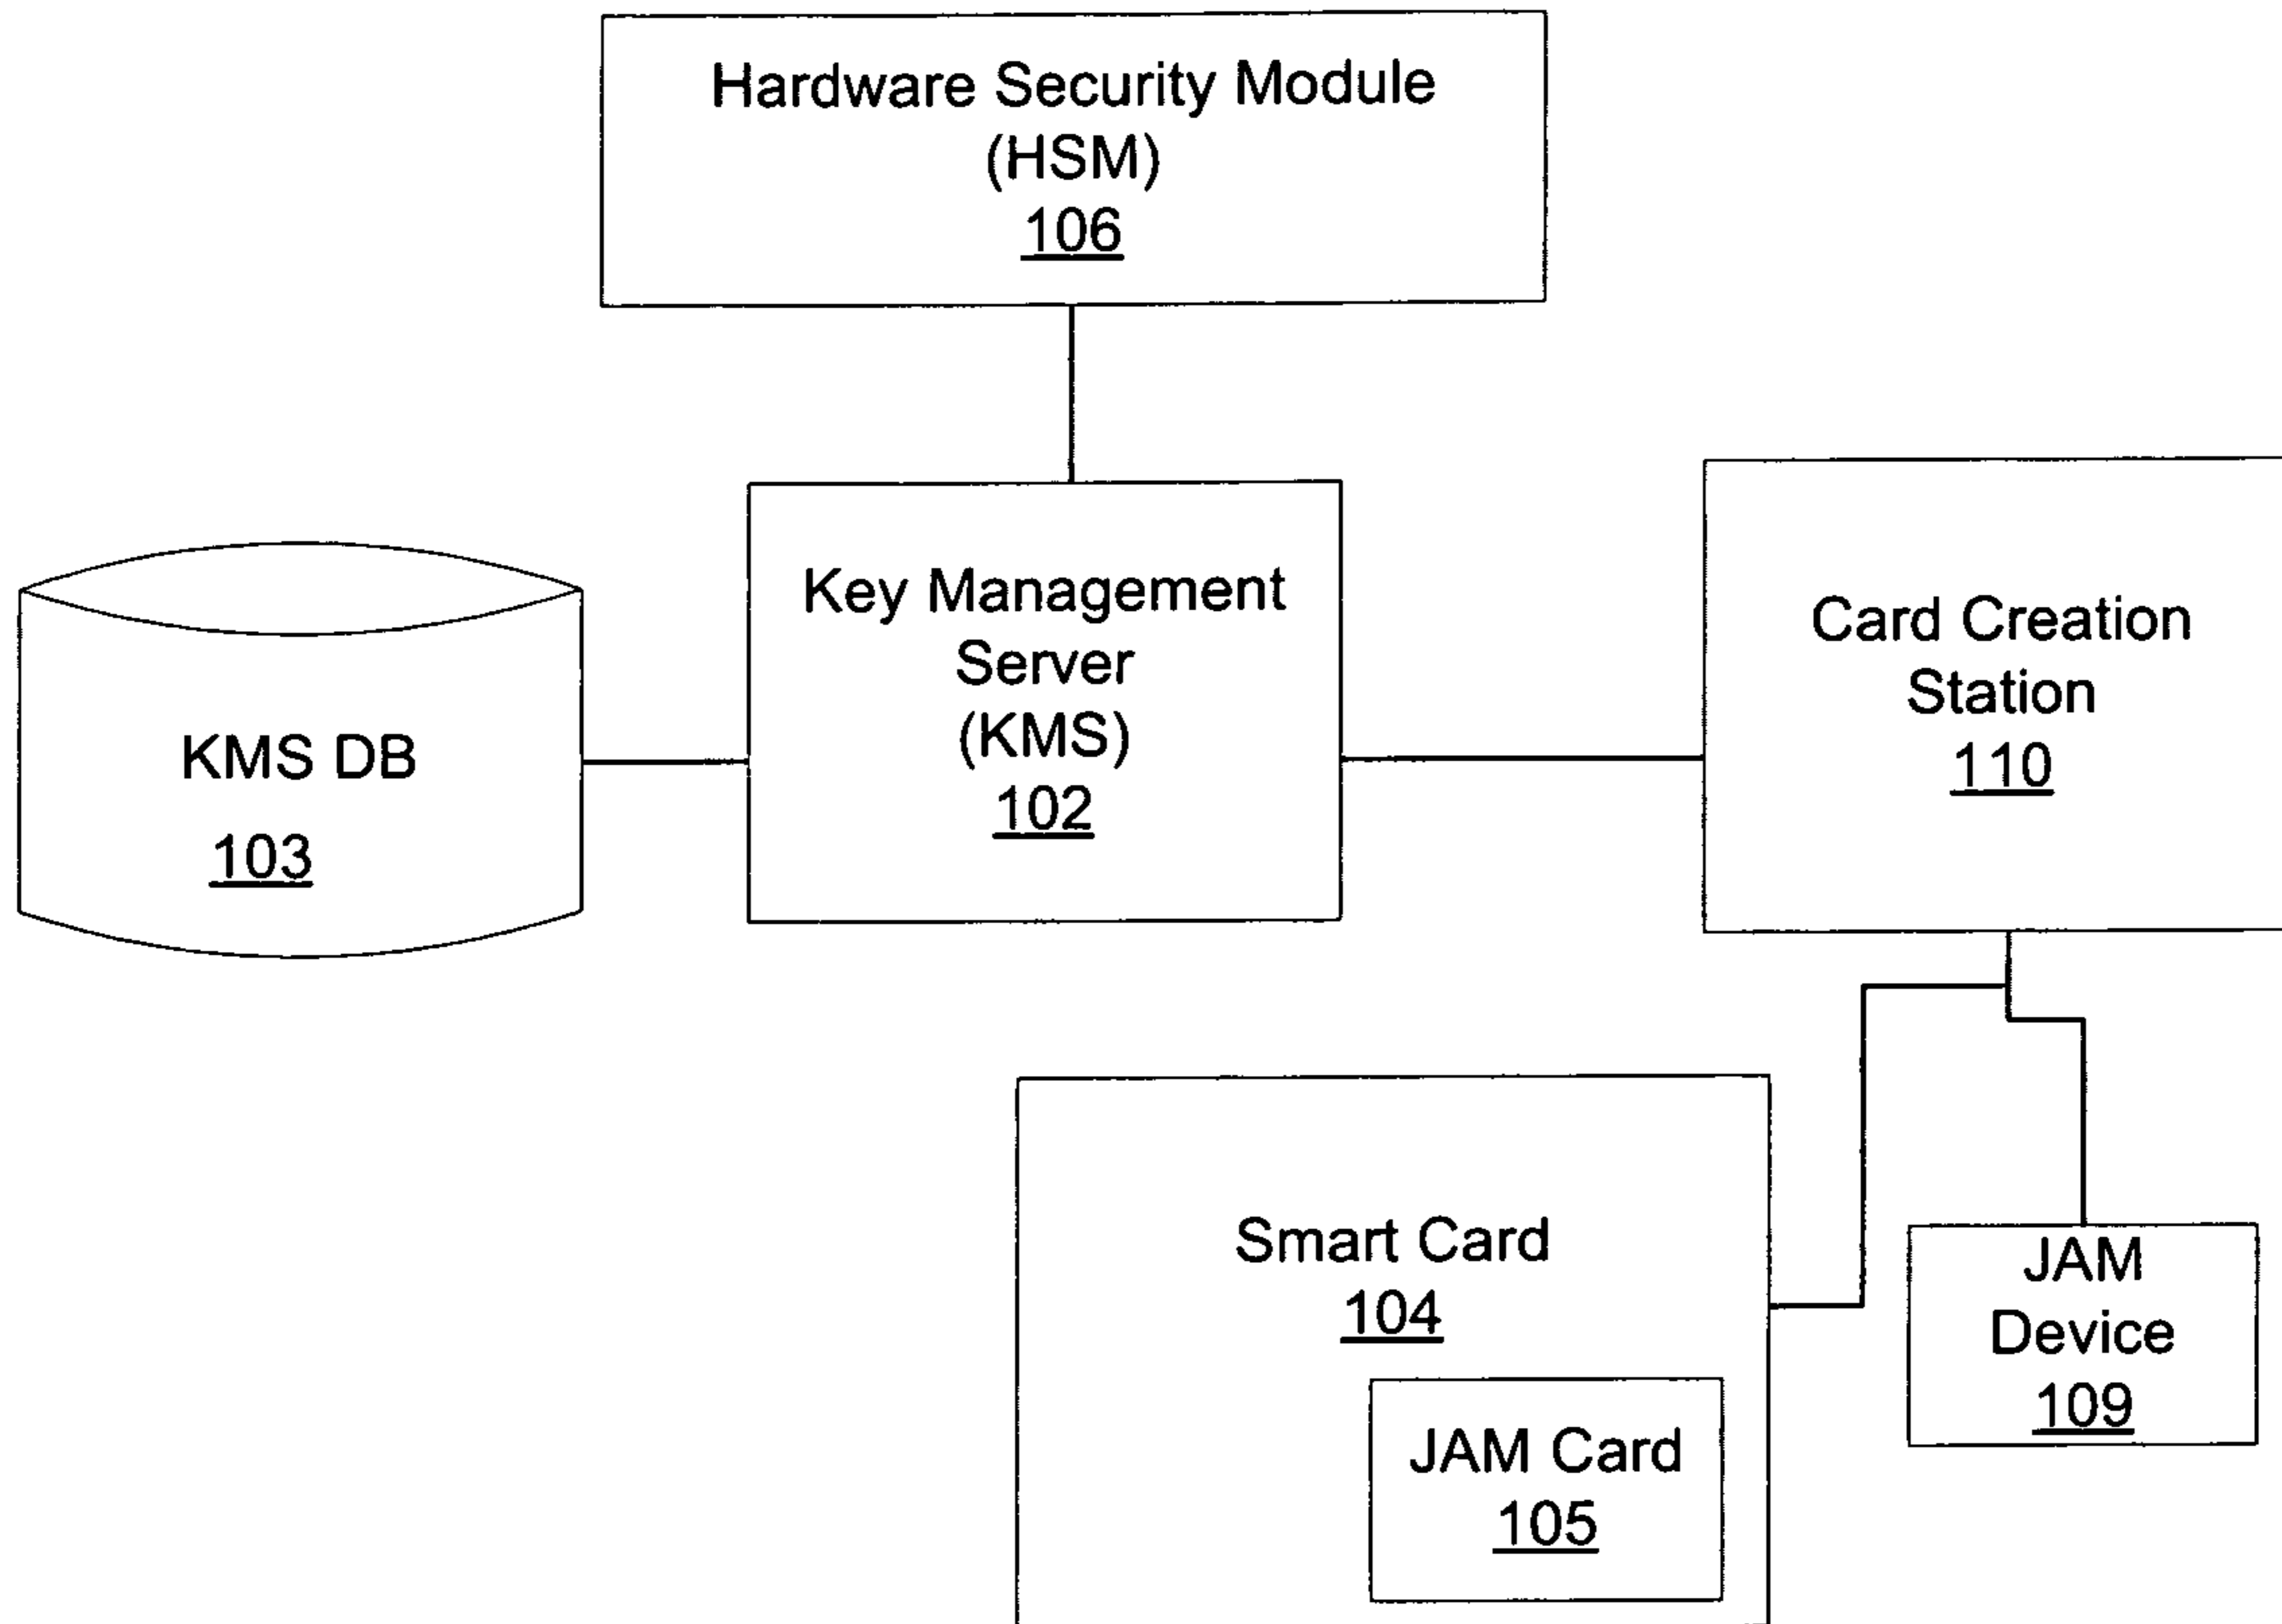 Hardware Security Module
(HSM)
106
Key Management
Server
(KMS)
102
KMS DB
103
Card Creation
Station
110
Smart Card
104
JAM Card
105
JAM
Device
109